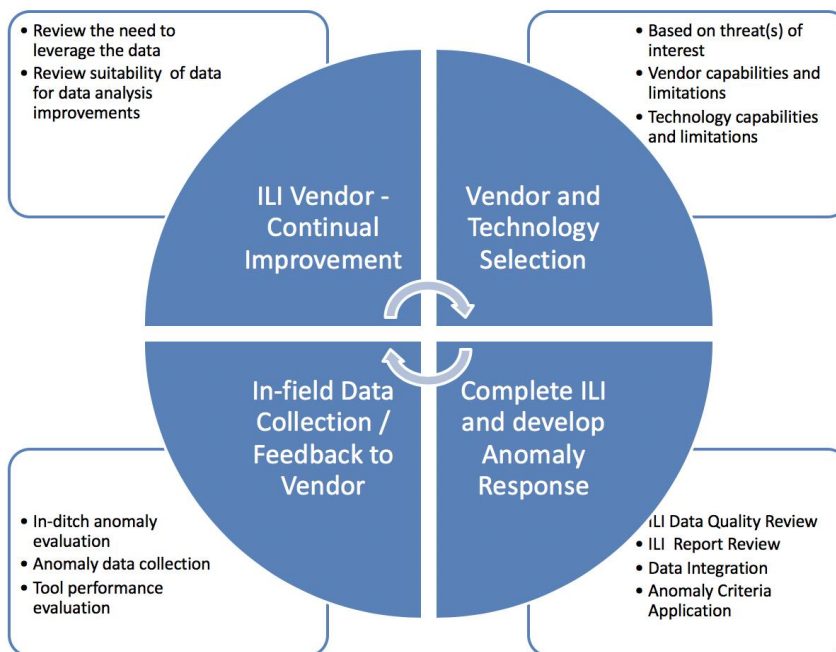 • Review the need to
leverage the data
• Review suitability of data
for data analysis
improvements
• Based on threat(s) of
interest
• Vendor capabilities and
limitations
• Technology capabilities
and limitations
ILI Vendor -
Continual
Improvement
Vendor and
Technology
Selection
In-field Data
Collection /
Feedback to
Vendor
Complete ILI
and develop
Anomaly
Response
• In-ditch anomaly
evaluation
• Anomaly data collection
• Tool performance
evaluation
ILI Data Quality Review
• ILI Report Review
• Data Integration
• Anomaly Criteria
Application